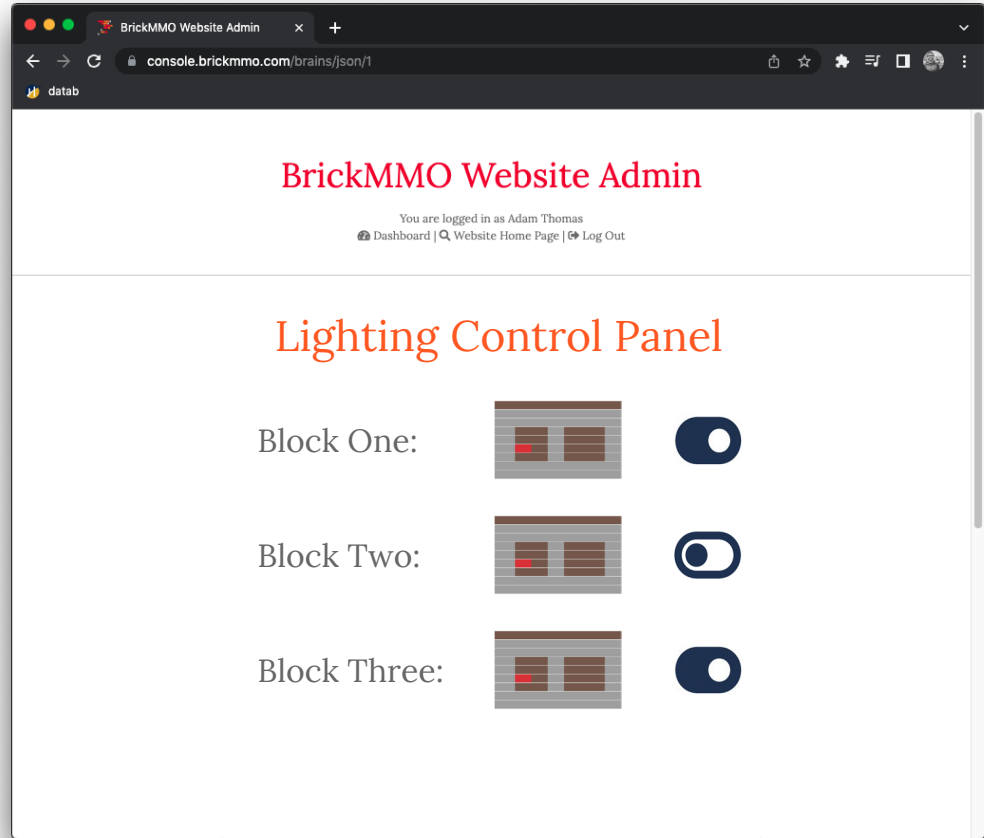 BrickMMO Website Admin
console.brickmmo.com/brains/json/1
datab
BrickMMO Website Admin
You are logged in as Adam Thomas
Dashboard | Website Home Page | Log Out
Lighting Control Panel
Block One:
Block Two:
Block Three: